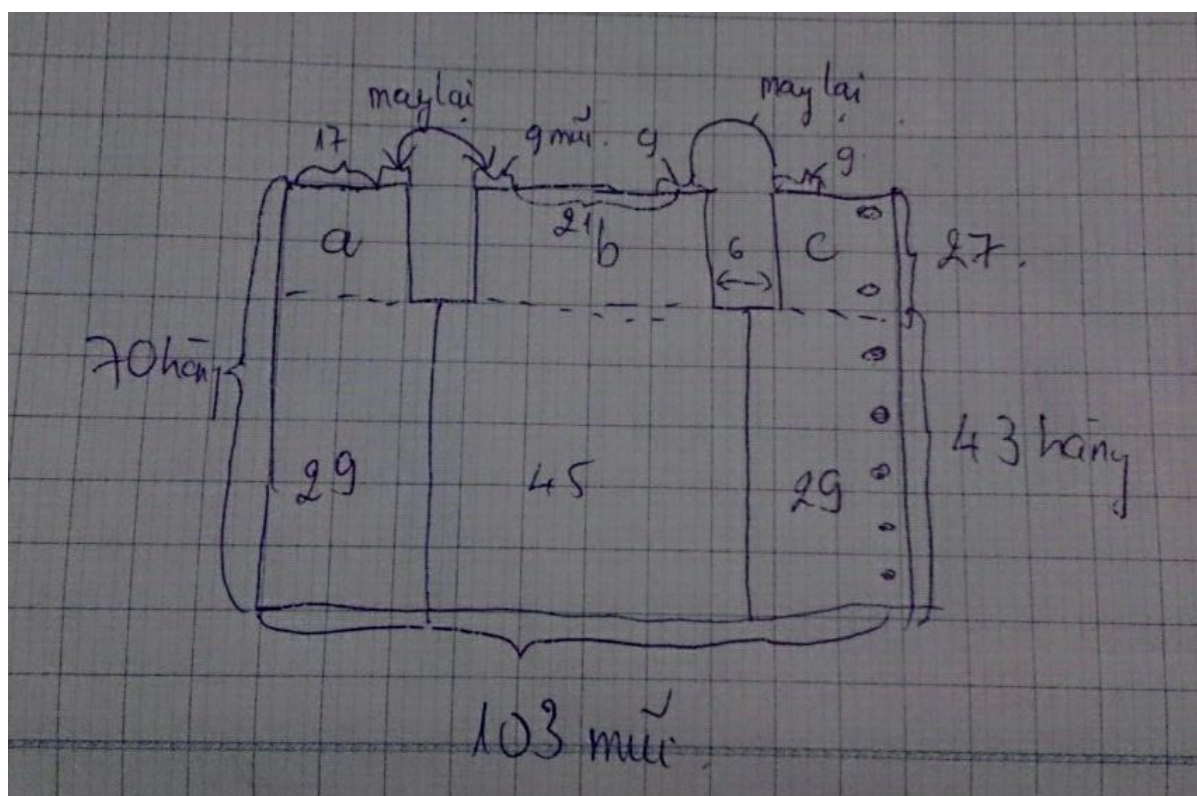 may lại
may lại
17
9 mũi.
9
9
a
21
b
6
c
27.
70 hàng
43 hàng
29
45
29
103 mũi